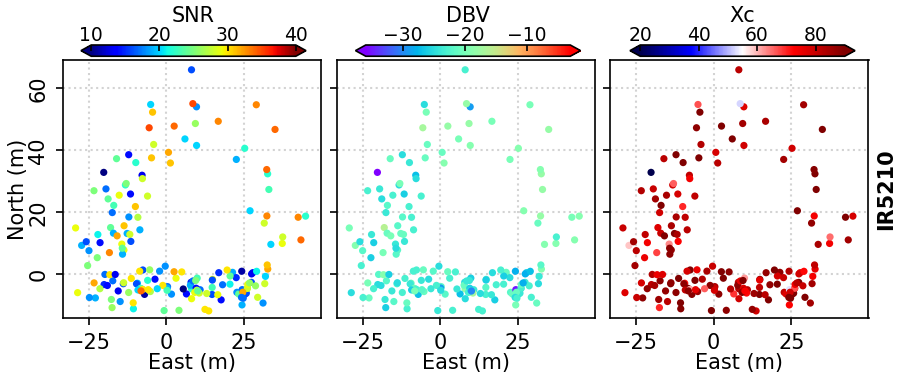 SNR DBV Xc
10 20 30 40 −30 −20 −10 20 40 60 80
North (m)
60
40
20
0
IR5210
−25 0 25 −25 0 25 −25 0 25
East (m) East (m) East (m)